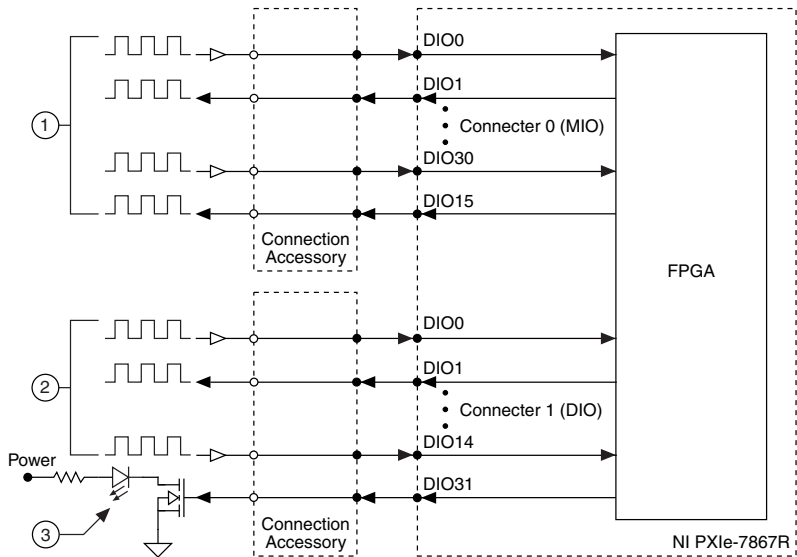 DIO0
DIO1
1
Connecter 0 (MIO)
DIO30
DIO15
Connection
Accessory
FPGA
DIO0
DIO1
2
Connecter 1 (DIO)
DIO14
Power
DIO31
3
Connection
Accessory
NI PXIe-7867R